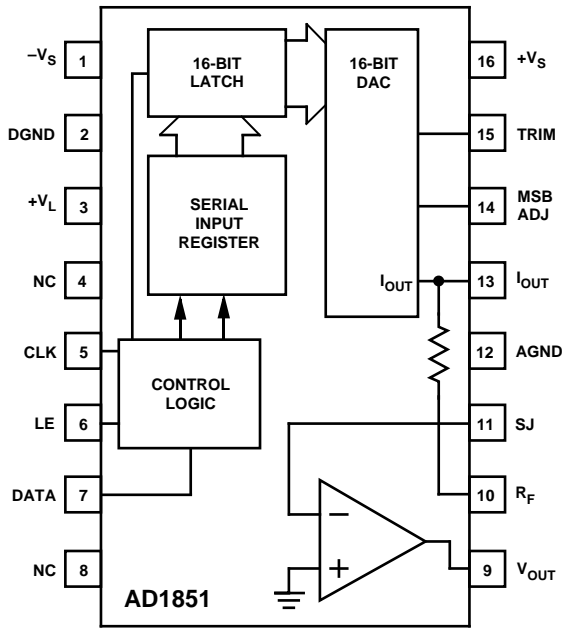 –VS 1
16-BIT
LATCH
16-BIT
DAC
16 +VS
DGND 2
15 TRIM
+VL 3
SERIAL
INPUT
REGISTER
14 MSB
ADJ
NC 4
IOUT
13 IOUT
CLK 5
CONTROL
LOGIC
12 AGND
LE 6
11 SJ
DATA 7
10 RF
–
+
NC 8
9 VOUT
AD1851